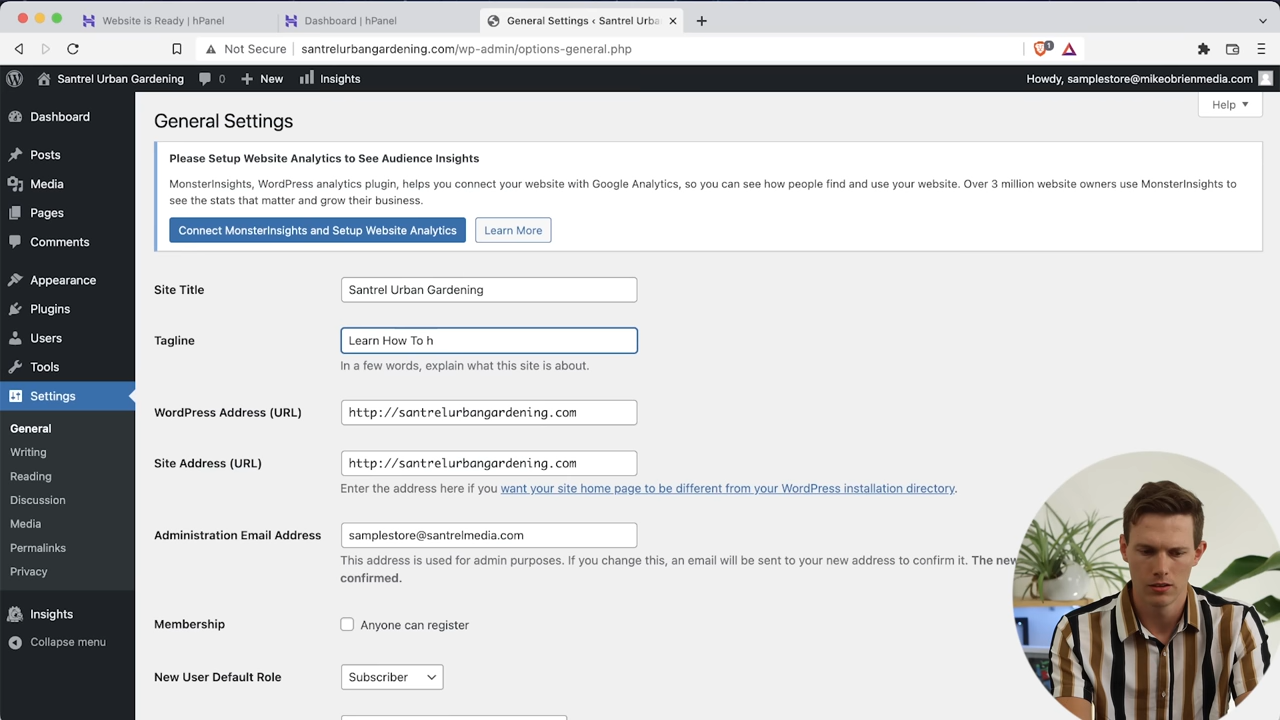 Website is Ready | hPanel
Dashboard | hPanel
General Settings ‹ Santrel Urba
Not Secure
santrelurbangardening.com/wp-admin/options-general.php
1
Santrel Urban Gardening
0
New
Insights
Howdy, samplestore@mikeobrienmedia.com
Help
Dashboard
Posts
Media
Pages
Comments
Appearance
Plugins
Users
Tools
Settings
General
Writing
Reading
Discussion
Media
Permalinks
Privacy
Insights
Collapse menu
General Settings
Please Setup Website Analytics to See Audience Insights
MonsterInsights, WordPress analytics plugin, helps you connect your website with Google Analytics, so you can see how people find and use your website. Over 3 million website owners use MonsterInsights to
see the stats that matter and grow their business.
Connect MonsterInsights and Setup Website Analytics
Learn More
Site Title
Santrel Urban Gardening
Tagline
Learn How To h
In a few words, explain what this site is about.
WordPress Address (URL)
http://santrelurbangardening.com
Site Address (URL)
http://santrelurbangardening.com
Enter the address here if you want your site home page to be different from your WordPress installation directory.
Administration Email Address
samplestore@santrelmedia.com
This address is used for admin purposes. If you change this, an email will be sent to your new address to confirm it. The new
confirmed.
Membership
Anyone can register
New User Default Role
Subscriber